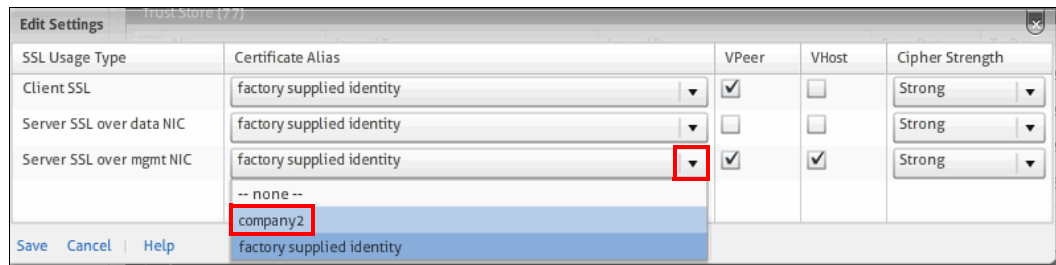 Trust Store (77)
Edit Settings
SSL Usage Type Certificate Alias VPeer VHost Cipher Strength
Client SSL factory supplied identity Strong
Server SSL over data NIC factory supplied identity Strong
Server SSL over mgmt NIC factory supplied identity Strong
-- none --
company2
factory supplied identity
Save Cancel | Help